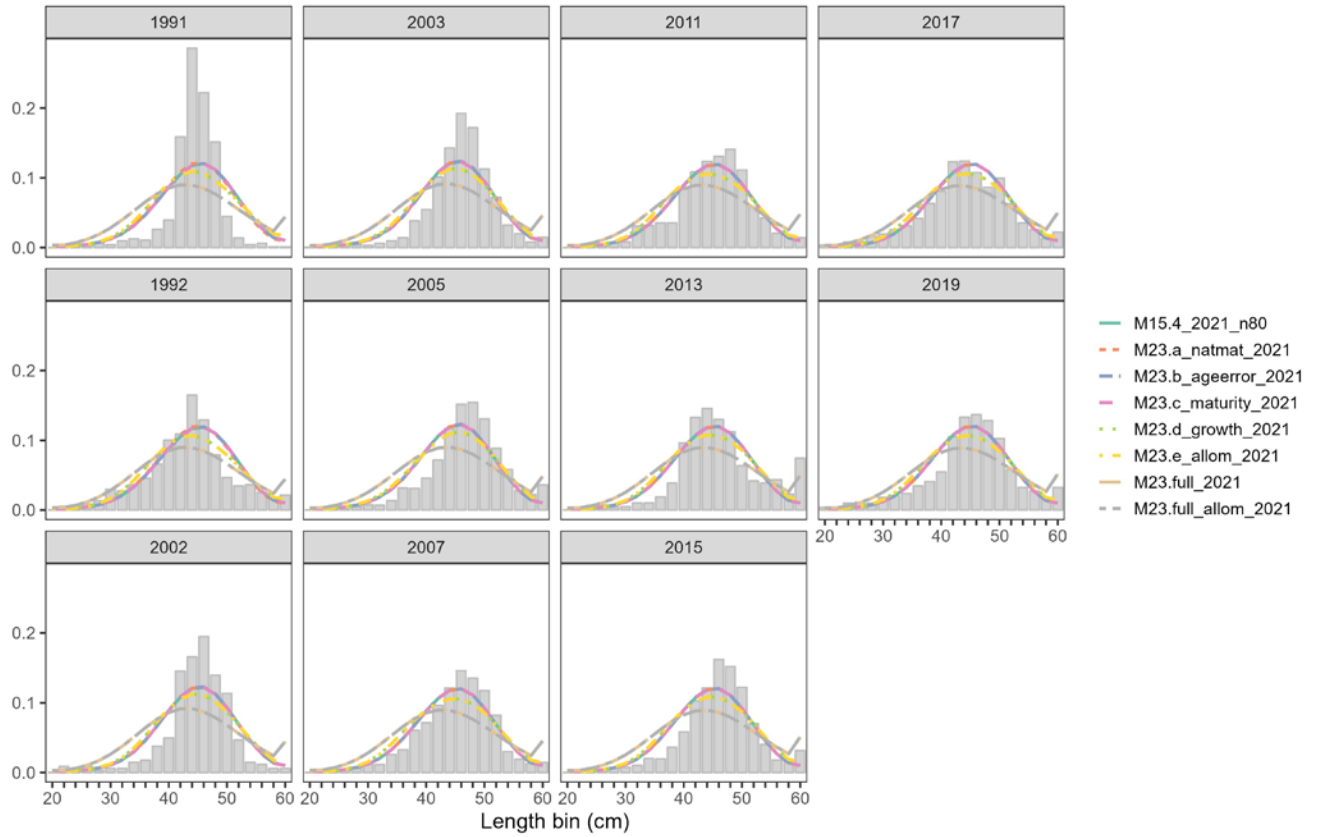 1991 2003 2011 2017
0.2
0.1
0.0
1992 2005 2013 2019
0.2
0.1
0.0
20 30 40 50 60
2002 2007 2015
0.2
0.1
0.0
20 30 40 50 60 20 30 40 50 60 20 30 40 50 60
Length bin (cm)
M15.4_2021_n80
M23.a_natmat_2021
M23.b_ageerror_2021
M23.c_maturity_2021
M23.d_growth_2021
M23.e_allom_2021
M23.full_2021
M23.full_allom_2021